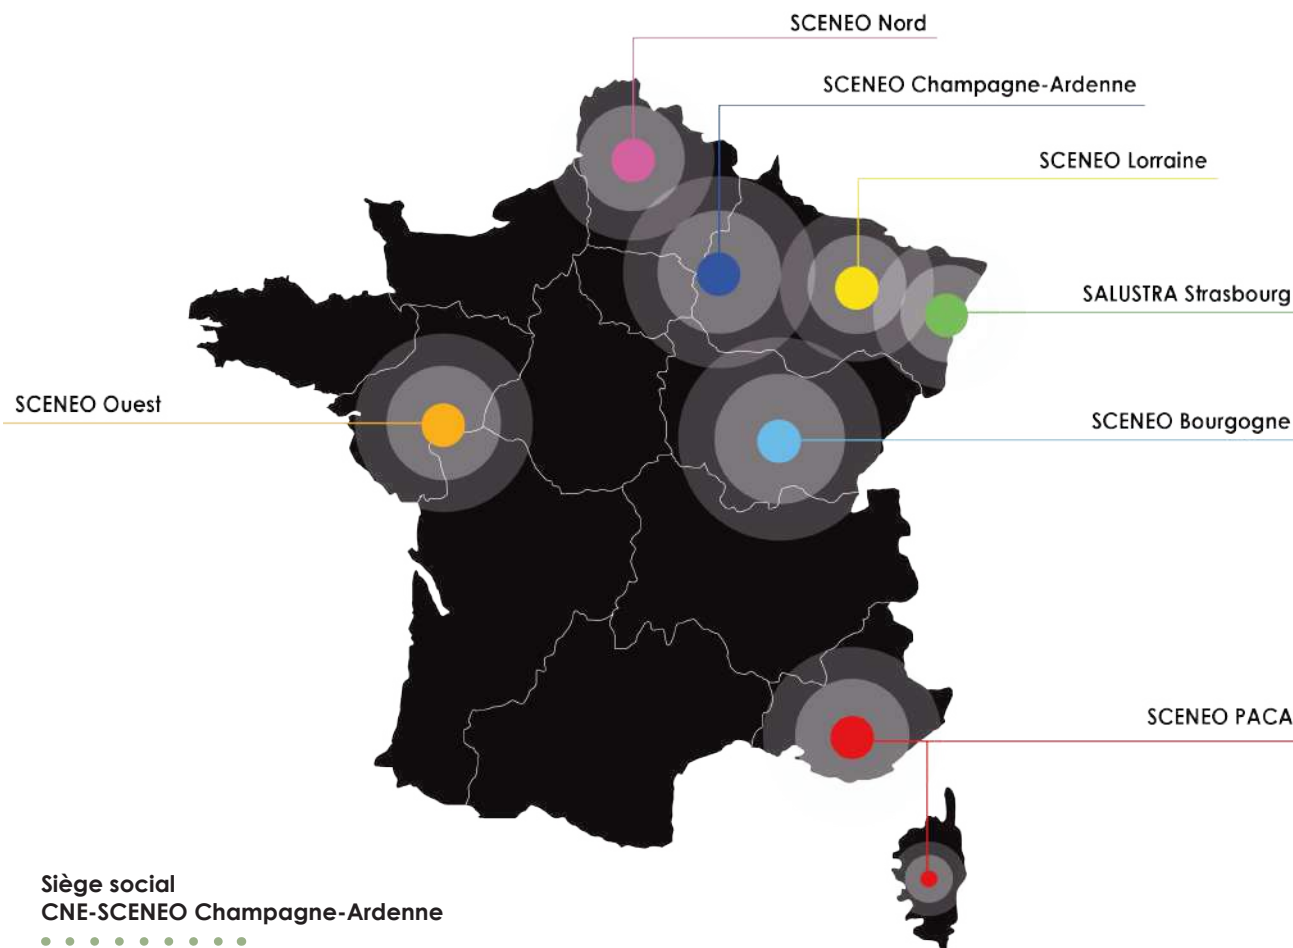 SCENEO Nord
SCENEO Champagne-Ardenne
SCENEO Lorraine
SALUSTRA Strasbourg
SCENEO Ouest
SCENEO Bourgogne
SCENEO PACA
Siège social
CNE-SCENEO Champagne-Ardenne